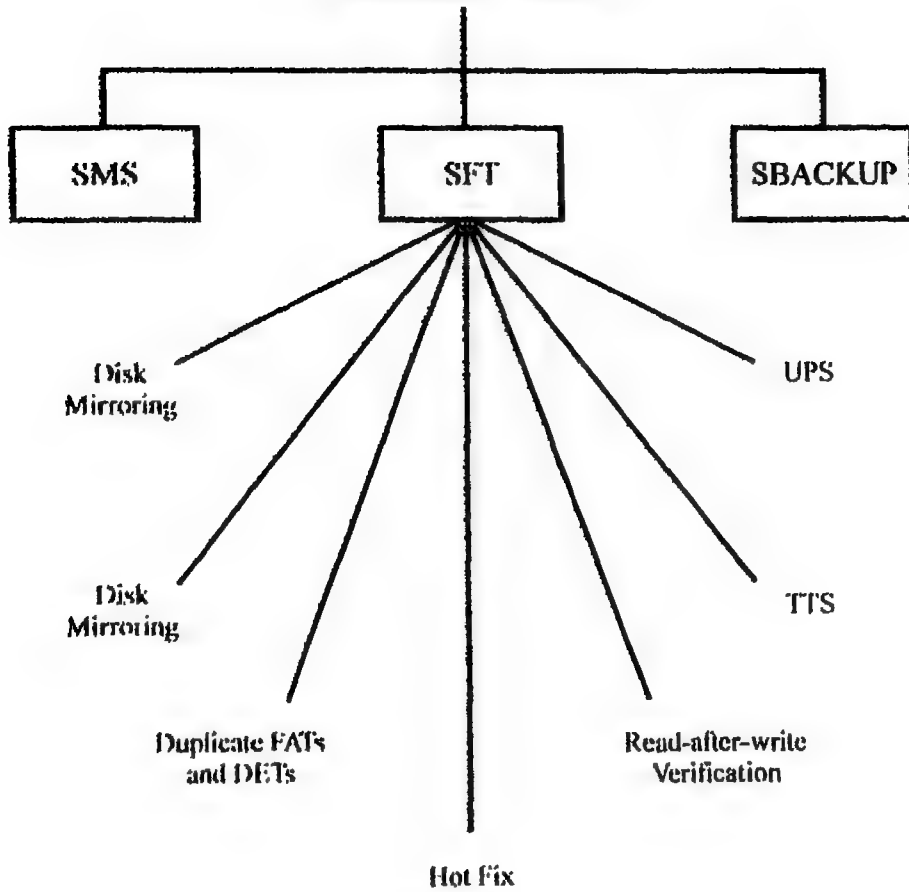 SMS
SFT
SBACKUP
Disk
Mirroring
UPS
Disk
Mirroring
TTS
Duplicate FATs
and DETs
Read-after-write
Verification
Hot Fix